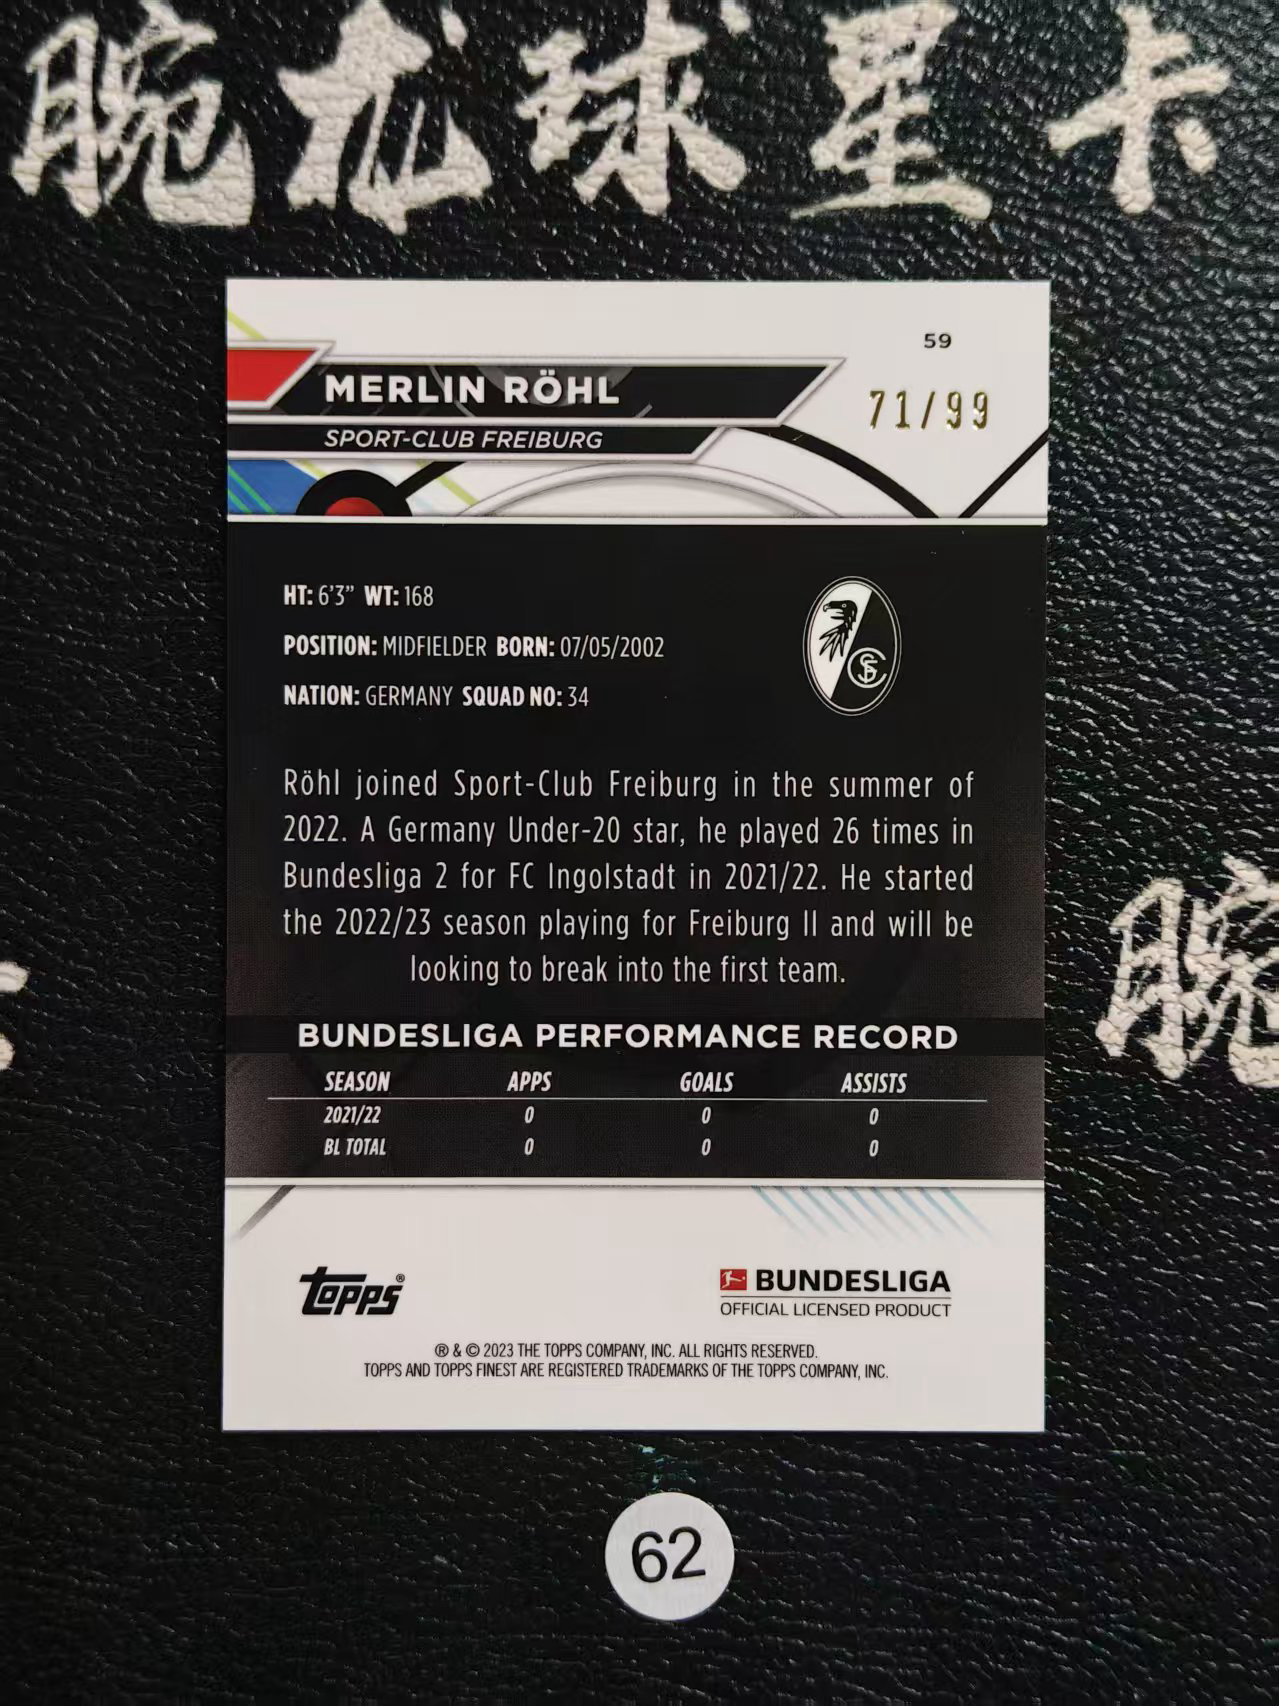 腕龙球星卡
59
MERLIN RÖHL
71/99
SPORT-CLUB FREIBURG
HT: 6'3" WT: 168
POSITION: MIDFIELDER BORN: 07/05/2002
NATION: GERMANY SQUAD NO: 34
SC
Röhl joined Sport-Club Freiburg in the summer of
2022. A Germany Under-20 star, he played 26 times in
Bundesliga 2 for FC Ingolstadt in 2021/22. He started
the 2022/23 season playing for Freiburg II and will be
looking to break into the first team.
腕
BUNDESLIGA PERFORMANCE RECORD
SEASON APPS GOALS ASSISTS
2021/22 0 0 0
BL TOTAL 0 0 0
Topps®
BUNDESLIGA
OFFICIAL LICENSED PRODUCT
® & © 2023 THE TOPPS COMPANY, INC. ALL RIGHTS RESERVED.
TOPPS AND TOPPS FINEST ARE REGISTERED TRADEMARKS OF THE TOPPS COMPANY, INC.
62